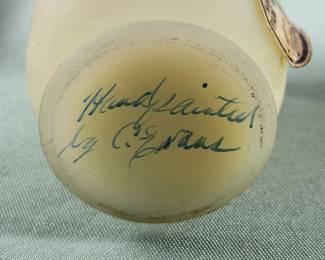 Handpainted
by C. Evans